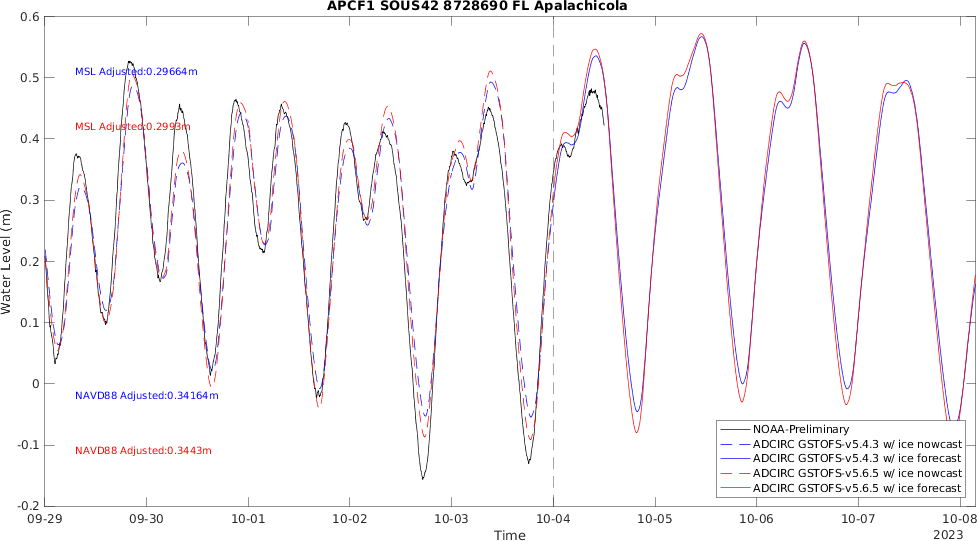 APCF1 SOUS42 8728690 FL Apalachicola
0.6
0.5
0.4
0.3
0.2
0.1
0
-0.1
-0.2
Water Level (m)
MSL Adjusted:0.29664m
MSL Adjusted:0.2993m
NAVD88 Adjusted:0.34164m
NAVD88 Adjusted:0.3443m
NOAA-Preliminary
ADCIRC GSTOFS-v5.4.3 w/ ice nowcast
ADCIRC GSTOFS-v5.4.3 w/ ice forecast
ADCIRC GSTOFS-v5.6.5 w/ ice nowcast
ADCIRC GSTOFS-v5.6.5 w/ ice forecast
09-29 09-30 10-01 10-02 10-03 10-04 10-05 10-06 10-07 10-08
Time
2023